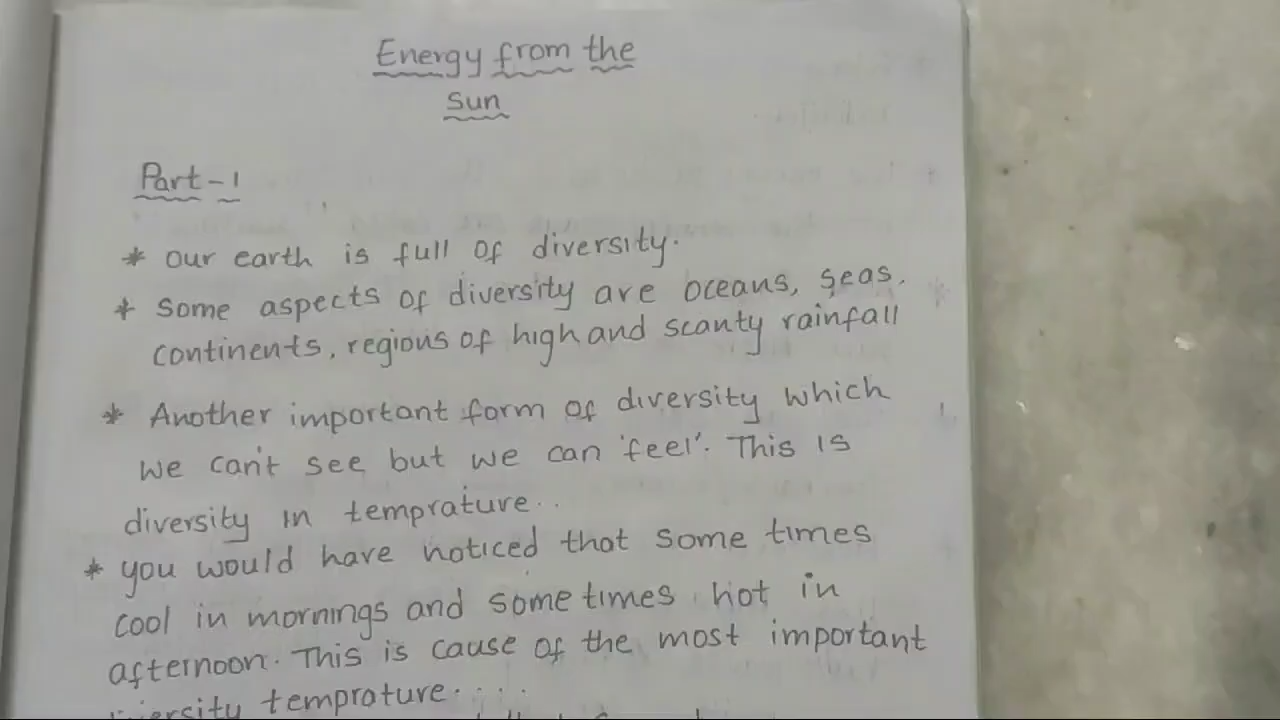 Energy from the
Sun
Part-1
* our earth is full of diversity.
* Some aspects of diversity are oceans, seas,
continents, regions of high and scanty rainfall
* Another important form of diversity which
we can't see but we can 'feel'. This is
diversity in temprature..
* you would have noticed that some times
cool in mornings and some times hot in
afternoon. This is cause of the most important
diversity temprature.....